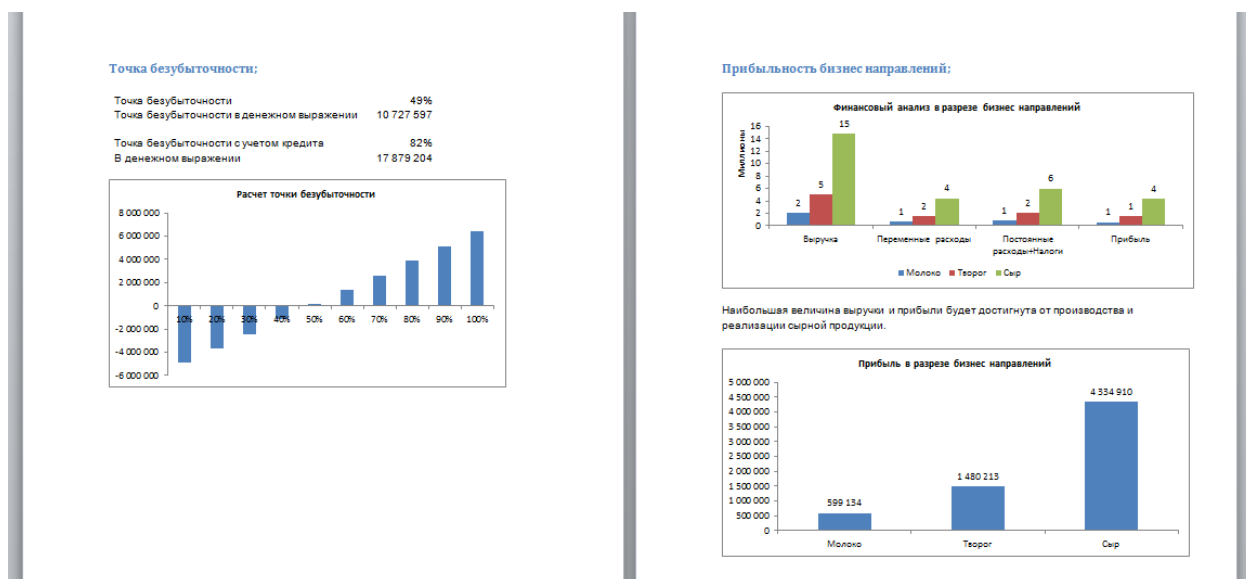 Точка безубыточности;
Точка безубыточности 49%
Точка безубыточности в денежном выражении 10 727 597
Точка безубыточности с учетом кредита 82%
В денежном выражении 17 879 204
Расчет точки безубыточности
8 000 000
6 000 000
4 000 000
2 000 000
0
-2 000 000
-4 000 000
-6 000 000
10% 20% 30% 40% 50% 60% 70% 80% 90% 100%
Прибыльность бизнес направлений;
Финансовый анализ в разрезе бизнес направлений
Миллионы
16
14
12
10
8
6
4
2
0
2 5 15
1 2 4
1 2 6
1 1 4
Выручка Переменные расходы Постоянные расходы+Налоги Прибыль
Молоко Творог Сыр
Наибольшая величина выручки и прибыли будет достигнута от производства и
реализации сырной продукции.
Прибыль в разрезе бизнес направлений
5 000 000
4 500 000
4 000 000
3 500 000
3 000 000
2 500 000
2 000 000
1 500 000
1 000 000
500 000
0
599 134
1 480 213
4 334 910
Молоко Творог Сыр